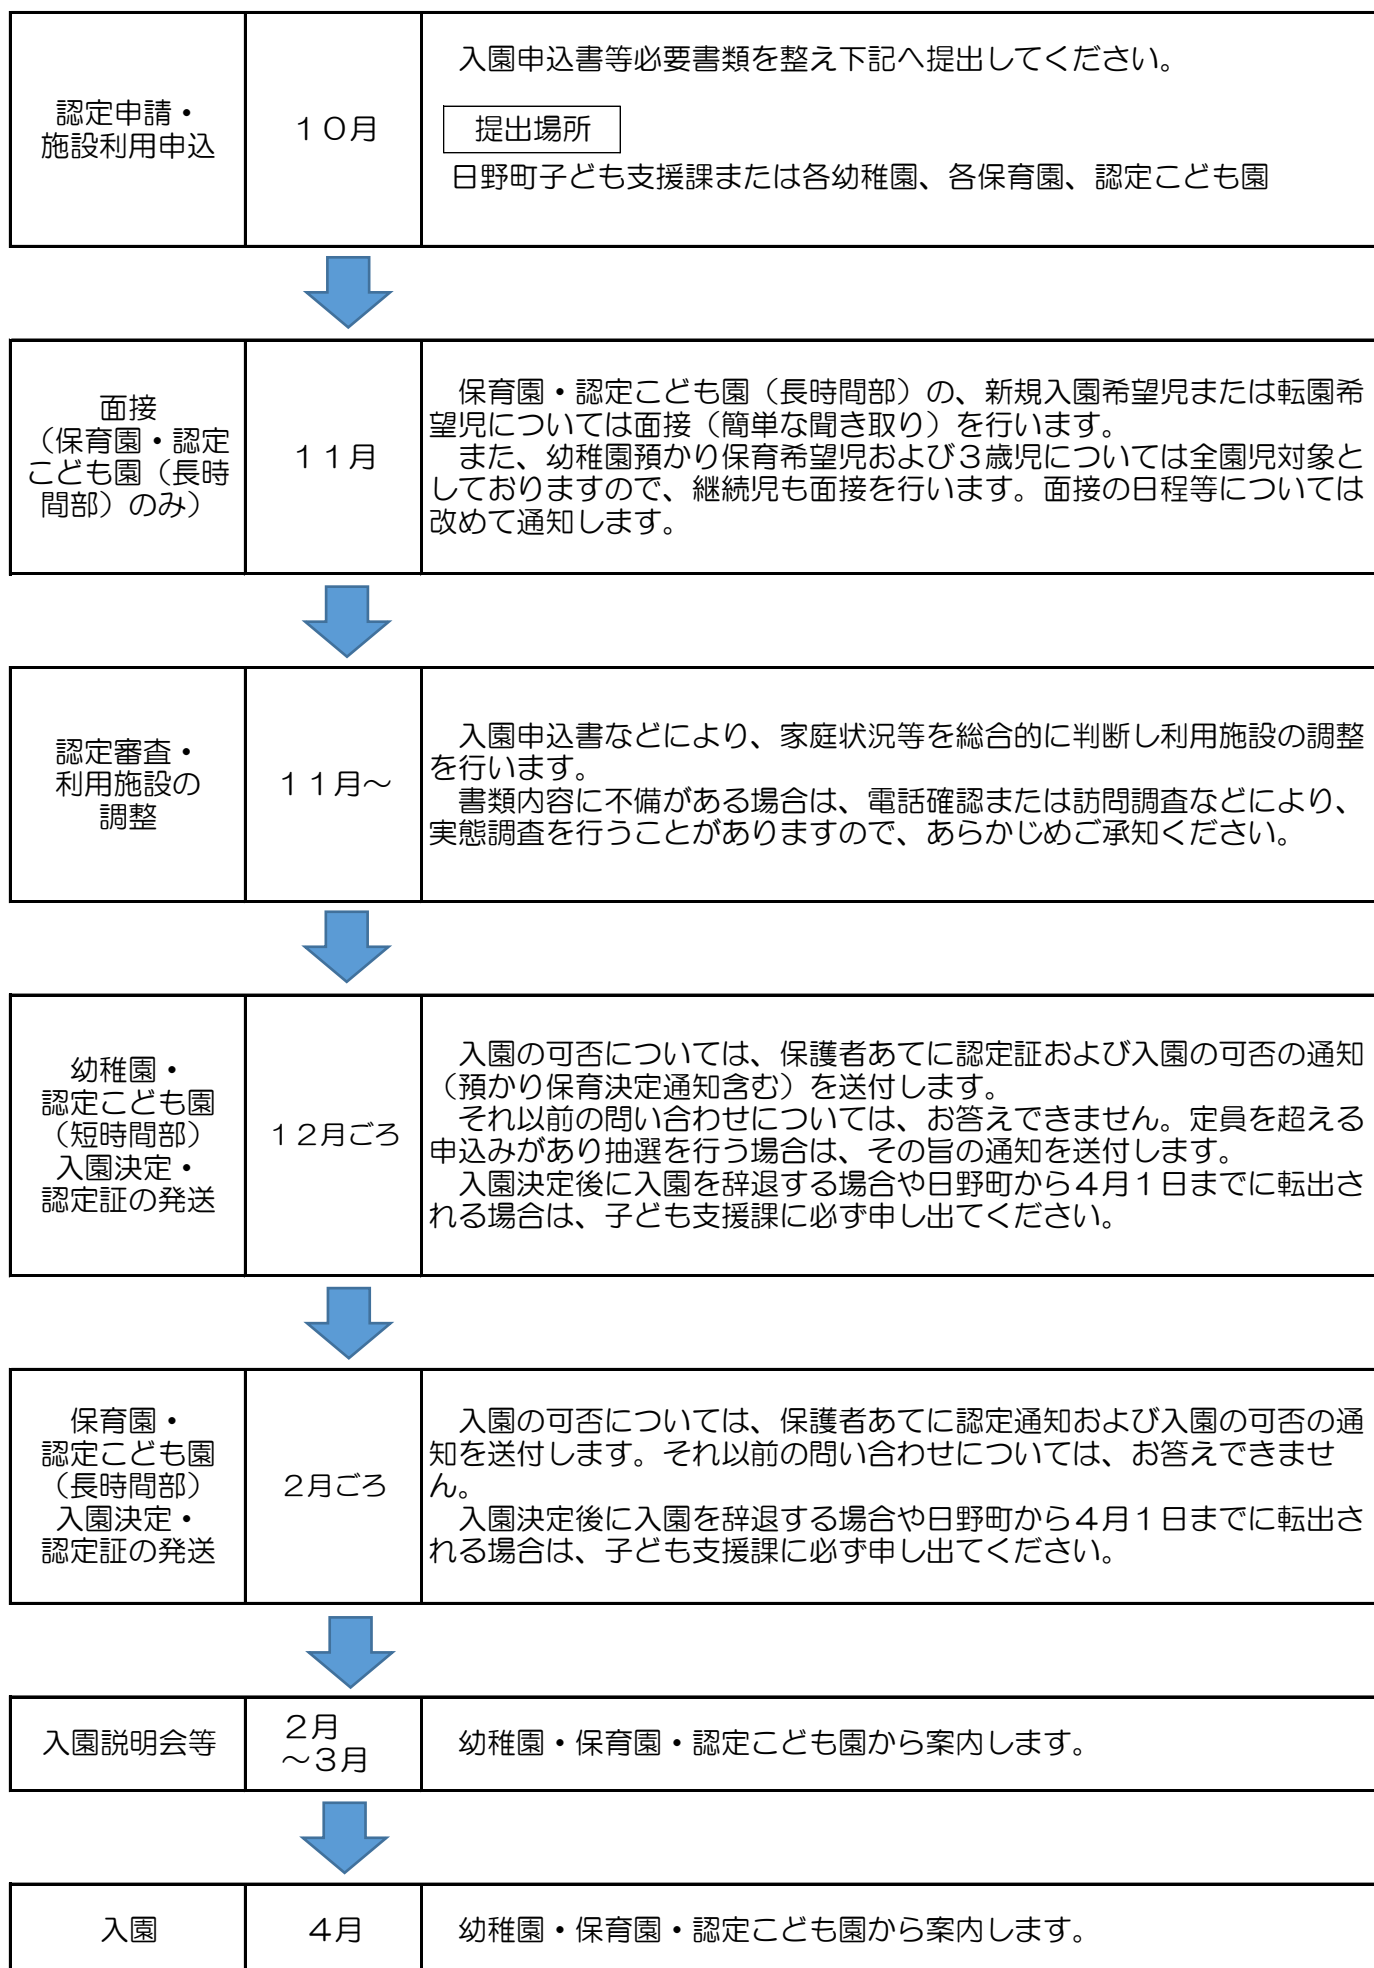 認定申請・
施設利用申込
１０月
入園申込書等必要書類を整え下記へ提出してください。
提出場所
日野町子ども支援課または各幼稚園、各保育園、認定こども園
面接
（保育園・認定
こども園（長時
間部）のみ）
１１月
保育園・認定こども園（長時間部）の、新規入園希望児または転園希
望児については面接（簡単な聞き取り）を行います。
また、幼稚園預かり保育希望児および３歳児については全園児対象と
しておりますので、継続児も面接を行います。面接の日程等については
改めて通知します。
認定審査・
利用施設の
調整
１１月～
入園申込書などにより、家庭状況等を総合的に判断し利用施設の調整
を行います。
書類内容に不備がある場合は、電話確認または訪問調査などにより、
実態調査を行うことがありますので、あらかじめご承知ください。
幼稚園・
認定こども園
（短時間部）
入園決定・
認定証の発送
１２月ごろ
入園の可否については、保護者あてに認定証および入園の可否の通知
（預かり保育決定通知含む）を送付します。
それ以前の問い合わせについては、お答えできません。定員を超える
申込みがあり抽選を行う場合は、その旨の通知を送付します。
入園決定後に入園を辞退する場合や日野町から４月１日までに転出さ
れる場合は、子ども支援課に必ず申し出てください。
保育園・
認定こども園
（長時間部）
入園決定・
認定証の発送
２月ごろ
入園の可否については、保護者あてに認定通知および入園の可否の通
知を送付します。それ以前の問い合わせについては、お答えできませ
ん。
入園決定後に入園を辞退する場合や日野町から４月１日までに転出さ
れる場合は、子ども支援課に必ず申し出てください。
入園説明会等
２月
～３月
幼稚園・保育園・認定こども園から案内します。
入園
４月
幼稚園・保育園・認定こども園から案内します。